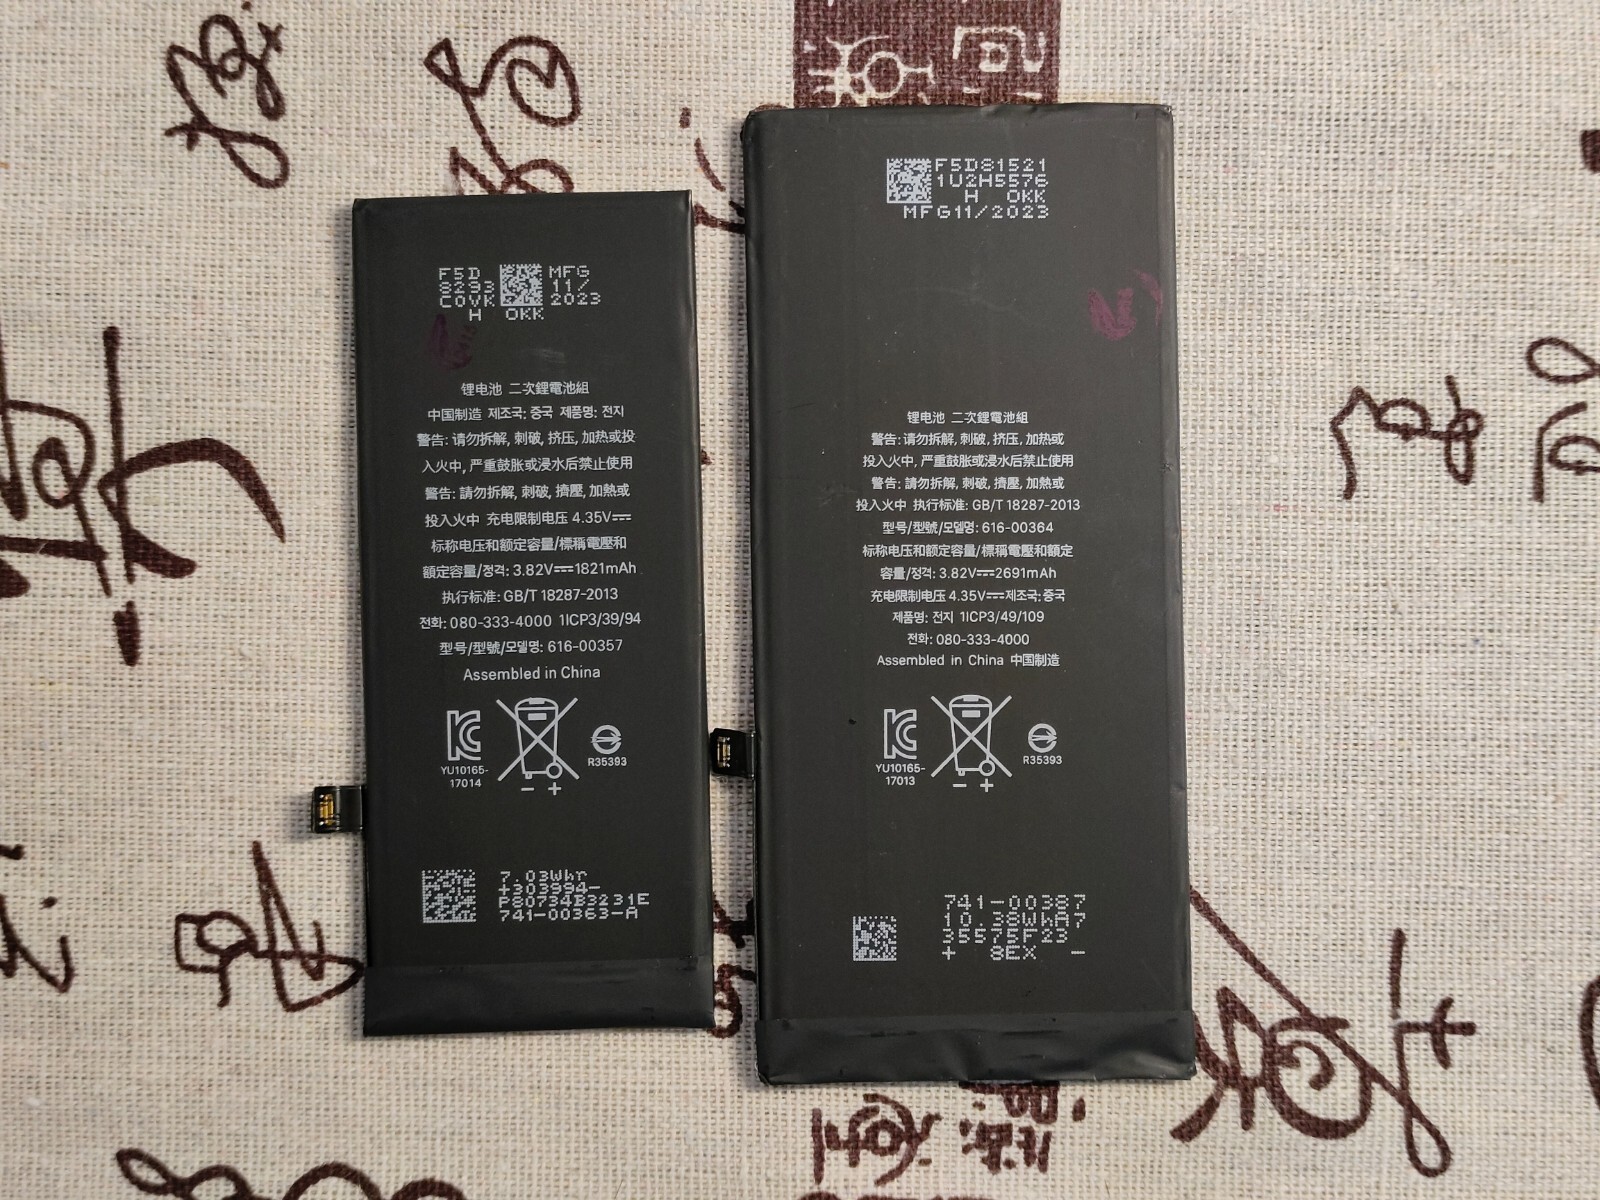 F5D
8293
C0VK
MFG
11/
2023
H OKK
锂电池 二次鋰電池組
中国制造 제조국: 중국 제품명: 전지
警告: 请勿拆解, 刺破, 挤压, 加热或投
入火中, 严重鼓胀或浸水后禁止使用
警告: 請勿拆解, 刺破, 擠壓, 加熱或
投入火中 充电限制电压 4.35V⎓
标称电压和额定容量/標稱電壓和
額定容量/정격: 3.82V⎓1821mAh
执行标准: GB/T 18287-2013
전화: 080-333-4000 1ICP3/39/94
型号/型號/모델명: 616-00357
Assembled in China
YU10165-
17014
R35393
− +
7.03Whr
+303994-
P80734B3231E
741-00363-A
F5D81521
1U2H5576
H OKK
MFG11/2023
锂电池 二次鋰電池組
警告: 请勿拆解, 刺破, 挤压, 加热或
投入火中, 严重鼓胀或浸水后禁止使用
警告: 請勿拆解, 刺破, 擠壓, 加熱或
投入火中 执行标准: GB/T 18287-2013
型号/型號/모델명: 616-00364
标称电压和额定容量/標稱電壓和額定
容量/정격: 3.82V⎓2691mAh
充电限制电压 4.35V⎓제조국: 중국
제품명: 전지 1ICP3/49/109
전화: 080-333-4000
Assembled in China 中国制造
YU10165-
17013
R35393
− +
741-00387
10.38WhA7
35575F23
+ 8EX -